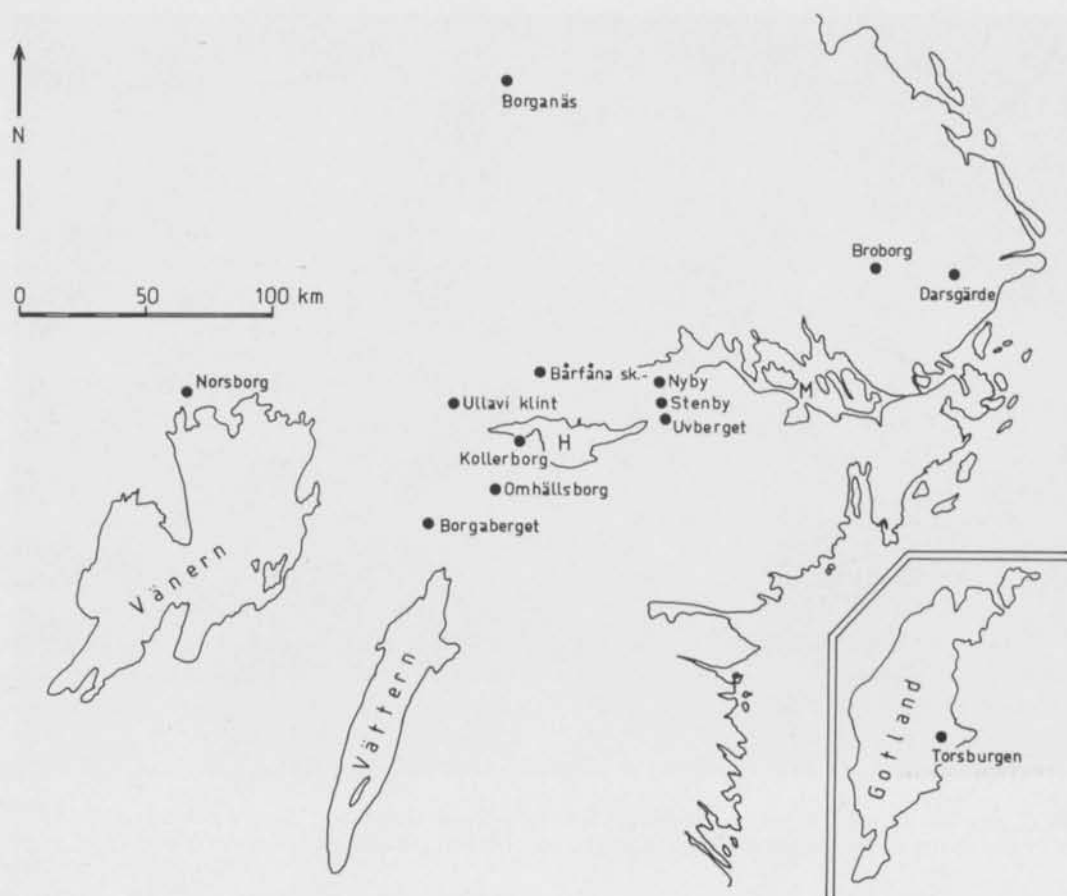 Borganäs
N
Broborg
Darsgärde
0 50 100 km
Bårfåna sk.-
Norsborg
Nyby
M
Ullavi klint
Stenby
Uvberget
H
Kollerborg
Omhällsborg
Borgaberget
Vänern
Vättern
Gotland
Torsburgen